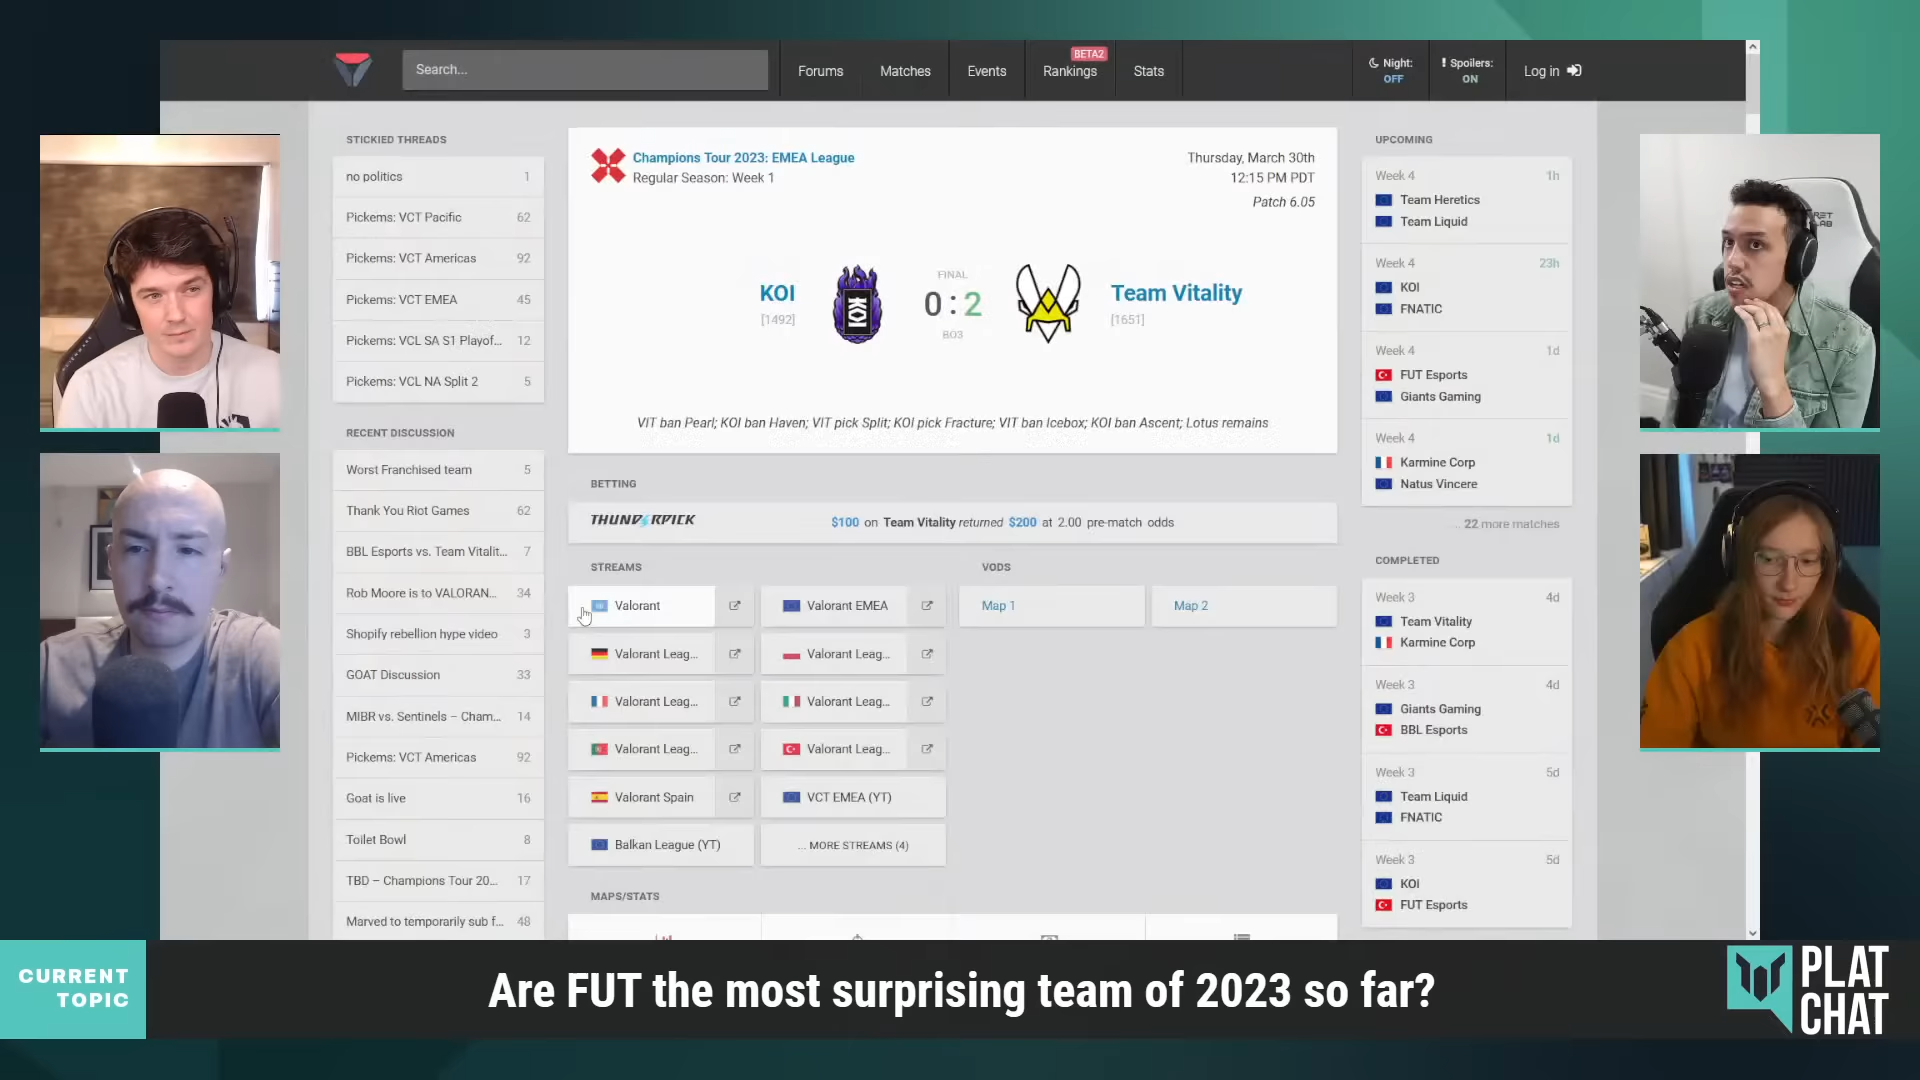 Search...
Forums
Matches
Events
BETA2
Rankings
Stats
Night:
OFF
! Spoilers:
ON
Log in
STICKIED THREADS
no politics 1
Pickems: VCT Pacific 62
Pickems: VCT Americas 92
Pickems: VCT EMEA 45
Pickems: VCL SA S1 Playof... 12
Pickems: VCL NA Split 2 5
RECENT DISCUSSION
Worst Franchised team 5
Thank You Riot Games 62
BBL Esports vs. Team Vitalit... 7
Rob Moore is to VALORAN... 34
Shopify rebellion hype video 3
GOAT Discussion 33
MIBR vs. Sentinels – Cham... 14
Pickems: VCT Americas 92
Goat is live 16
Toilet Bowl 8
TBD – Champions Tour 20... 17
Marved to temporarily sub f... 48
Champions Tour 2023: EMEA League
Regular Season: Week 1
Thursday, March 30th
12:15 PM PDT
Patch 6.05
KOI
[1492]
KOI
FINAL
0 : 2
BO3
Team Vitality
[1651]
VIT ban Pearl; KOI ban Haven; VIT pick Split; KOI pick Fracture; VIT ban Icebox; KOI ban Ascent; Lotus remains
BETTING
THUNDERPICK
$100 on Team Vitality returned $200 at 2.00 pre-match odds
STREAMS
Valorant
Valorant EMEA
Valorant Leag...
Valorant Leag...
Valorant Leag...
Valorant Leag...
Valorant Leag...
Valorant Leag...
Valorant Spain
VCT EMEA (YT)
Balkan League (YT)
... MORE STREAMS (4)
VODS
Map 1
Map 2
MAPS/STATS
UPCOMING
Week 4 1h
Team Heretics
Team Liquid
Week 4 23h
KOI
FNATIC
Week 4 1d
FUT Esports
Giants Gaming
Week 4 1d
Karmine Corp
Natus Vincere
... 22 more matches
COMPLETED
Week 3 4d
Team Vitality
Karmine Corp
Week 3 4d
Giants Gaming
BBL Esports
Week 3 5d
Team Liquid
FNATIC
Week 3 5d
KOI
FUT Esports
CURRENT
TOPIC
Are FUT the most surprising team of 2023 so far?
PLAT
CHAT